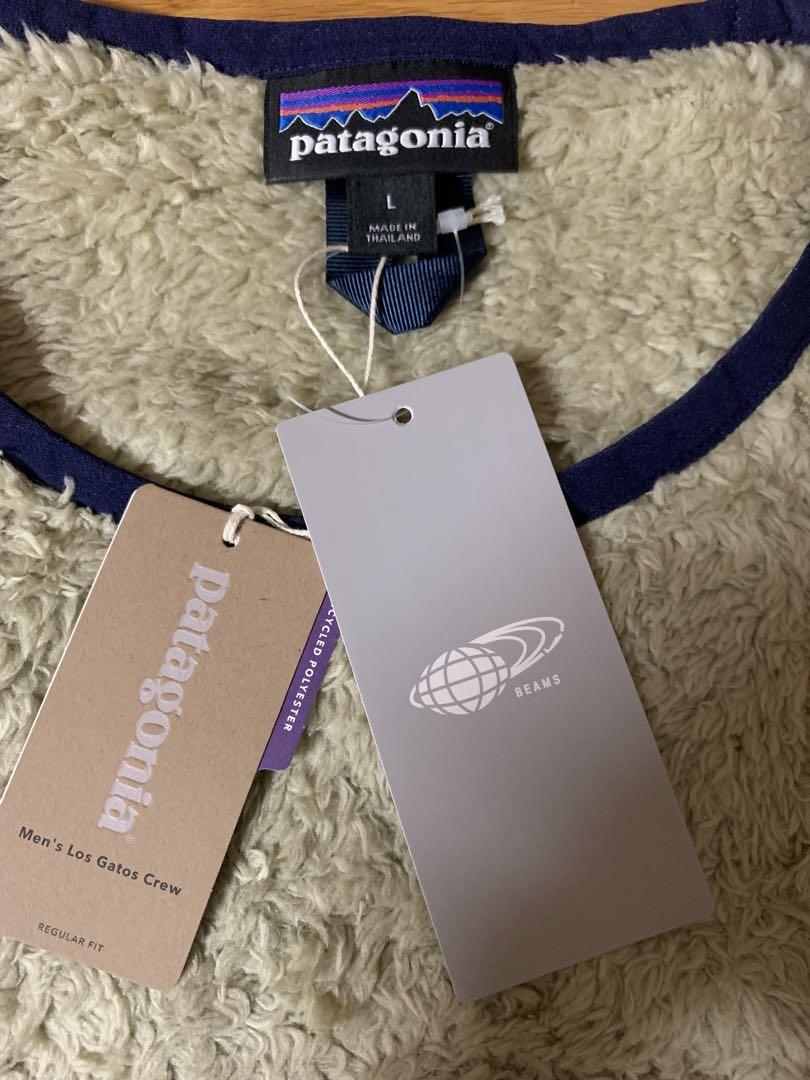 patagonia®
L
MADE IN
THAILAND
patagonia®
Men's Los Gatos Crew
REGULAR FIT
CYCLED POLYESTER
BEAMS